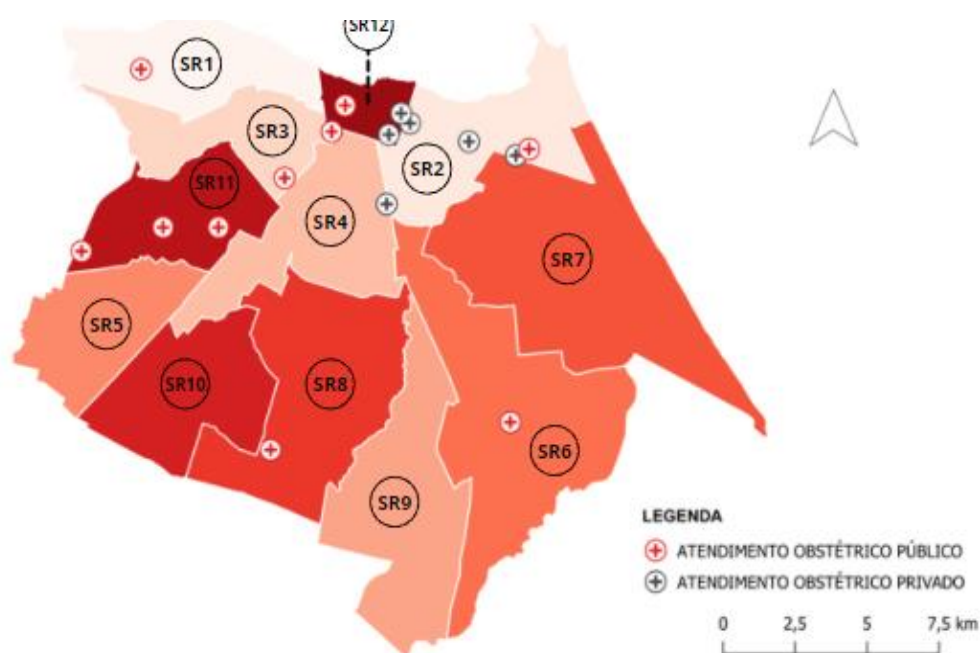 SR12
SR1
SR3
SR2
SR11
SR4
SR7
SR5
SR10
SR8
SR6
SR9
LEGENDA
ATENDIMENTO OBSTÉTRICO PÚBLICO
ATENDIMENTO OBSTÉTRICO PRIVADO
0 2,5 5 7,5 km